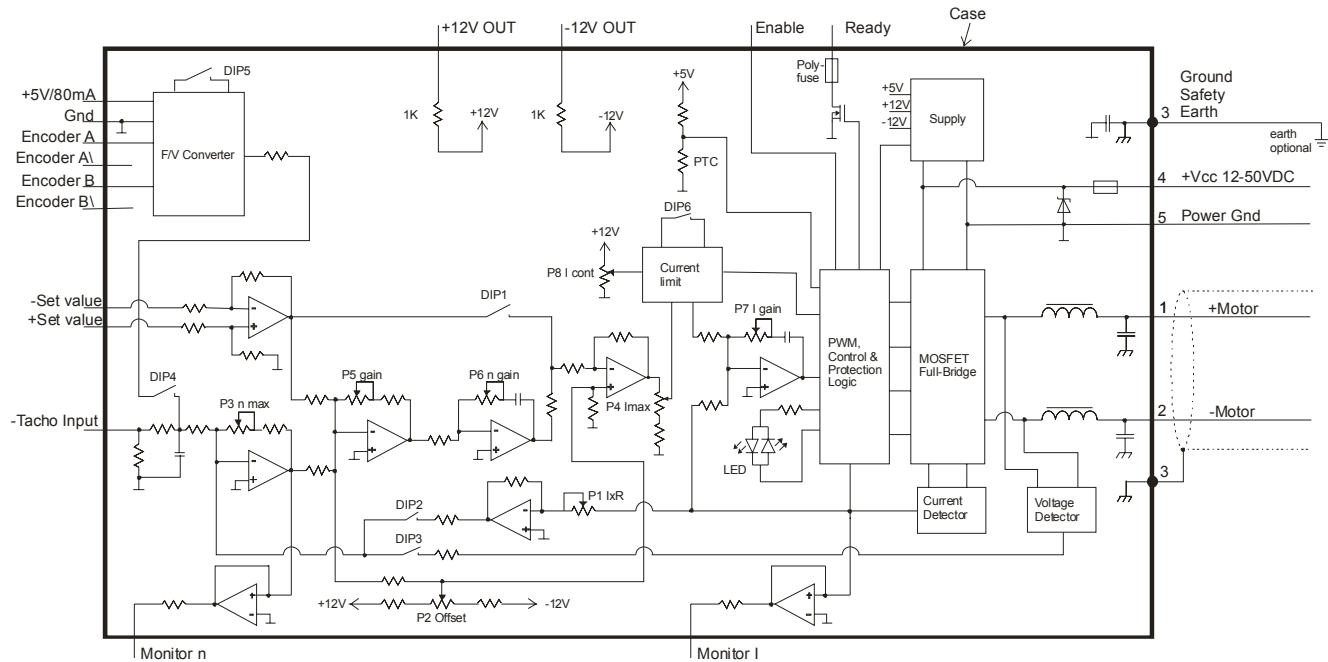 +12V OUT
-12V OUT
Enable
Ready
Case
DIP5
+5V/80mA
Gnd
Encoder A
Encoder A\
Encoder B
Encoder B\
F/V Converter
1K
+12V
1K
-12V
+5V
PTC
Poly-
fuse
+5V
+12V
-12V
Supply
3
Ground
Safety
Earth
earth
optional
4
+Vcc 12-50VDC
5
Power Gnd
DIP6
+12V
P8 I cont
Current
limit
-Set value
+Set value
DIP1
P7 I gain
PWM,
Control &
Protection
Logic
MOSFET
Full-Bridge
1
+Motor
DIP4
P3 n max
P5 gain
P6 n gain
P4 Imax
-Tacho Input
LED
2
-Motor
3
DIP2
P1 IxR
Current
Detector
Voltage
Detector
DIP3
+12V
P2 Offset
-12V
Monitor n
Monitor I